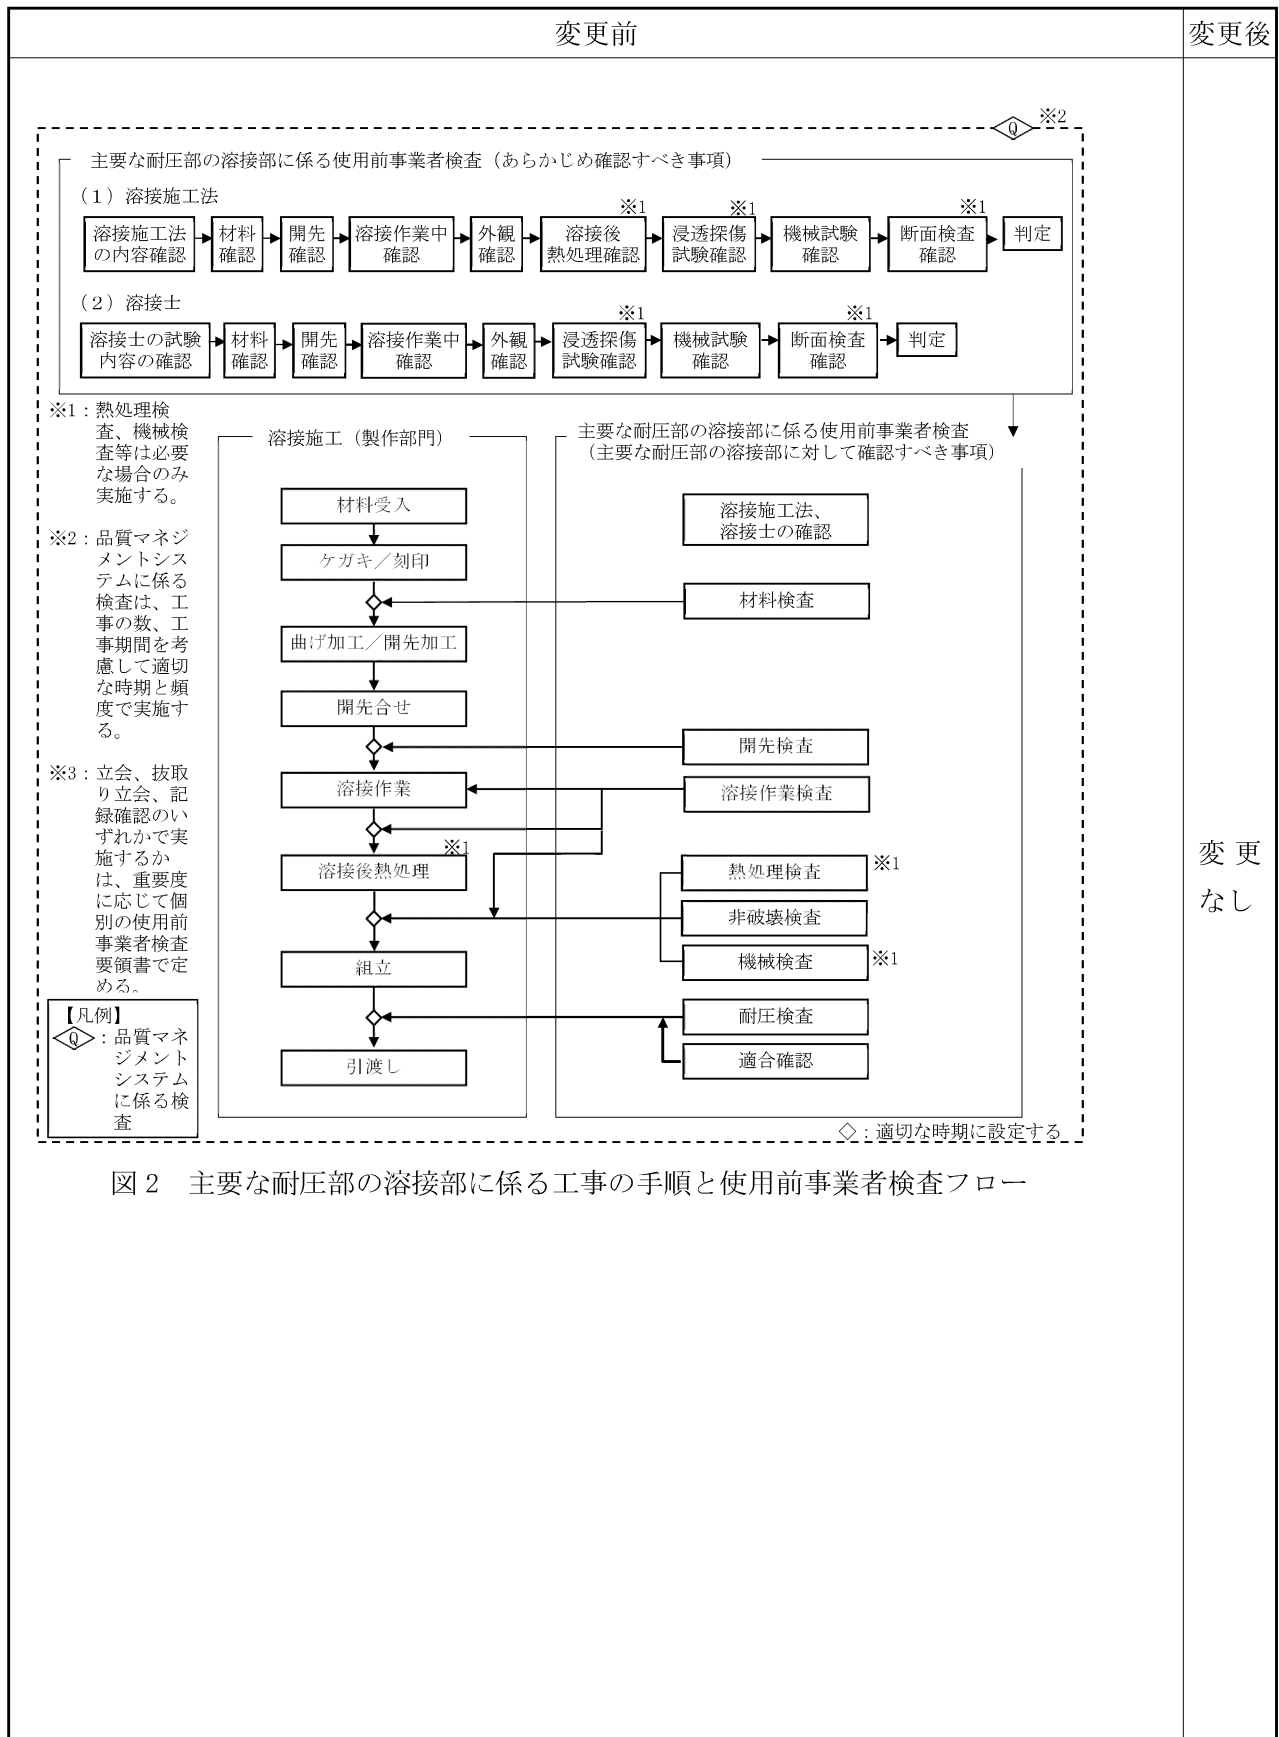 変更前
変更後
Q ※2
主要な耐圧部の溶接部に係る使用前事業者検査（あらかじめ確認すべき事項）
（1）溶接施工法
※1
※1
※1
溶接施工法
の内容確認
材料
確認
開先
確認
溶接作業中
確認
外観
確認
溶接後
熱処理確認
浸透探傷
試験確認
機械試験
確認
断面検査
確認
判定
（2）溶接士
※1
※1
溶接士の試験
内容の確認
材料
確認
開先
確認
溶接作業中
確認
外観
確認
浸透探傷
試験確認
機械試験
確認
断面検査
確認
判定
※1：熱処理検
査、機械検
査等は必要
な場合のみ
実施する。
※2：品質マネジ
メントシス
テムに係る
検査は、工
事の数、工
事期間を考
慮して適切
な時期と頻
度で実施す
る。
※3：立会、抜取
り立会、記
録確認のい
ずれかで実
施するか
は、重要度
に応じて個
別の使用前
事業者検査
要領書で定
める。
【凡例】
Q：品質マネ
ジメント
システム
に係る検
査
溶接施工（製作部門）
材料受入
ケガキ／刻印
曲げ加工／開先加工
開先合せ
溶接作業
※1
溶接後熱処理
組立
引渡し
主要な耐圧部の溶接部に係る使用前事業者検査
（主要な耐圧部の溶接部に対して確認すべき事項）
溶接施工法、
溶接士の確認
材料検査
開先検査
溶接作業検査
熱処理検査 ※1
非破壊検査
機械検査 ※1
耐圧検査
適合確認
◇：適切な時期に設定する
図２　主要な耐圧部の溶接部に係る工事の手順と使用前事業者検査フロー
変更
なし